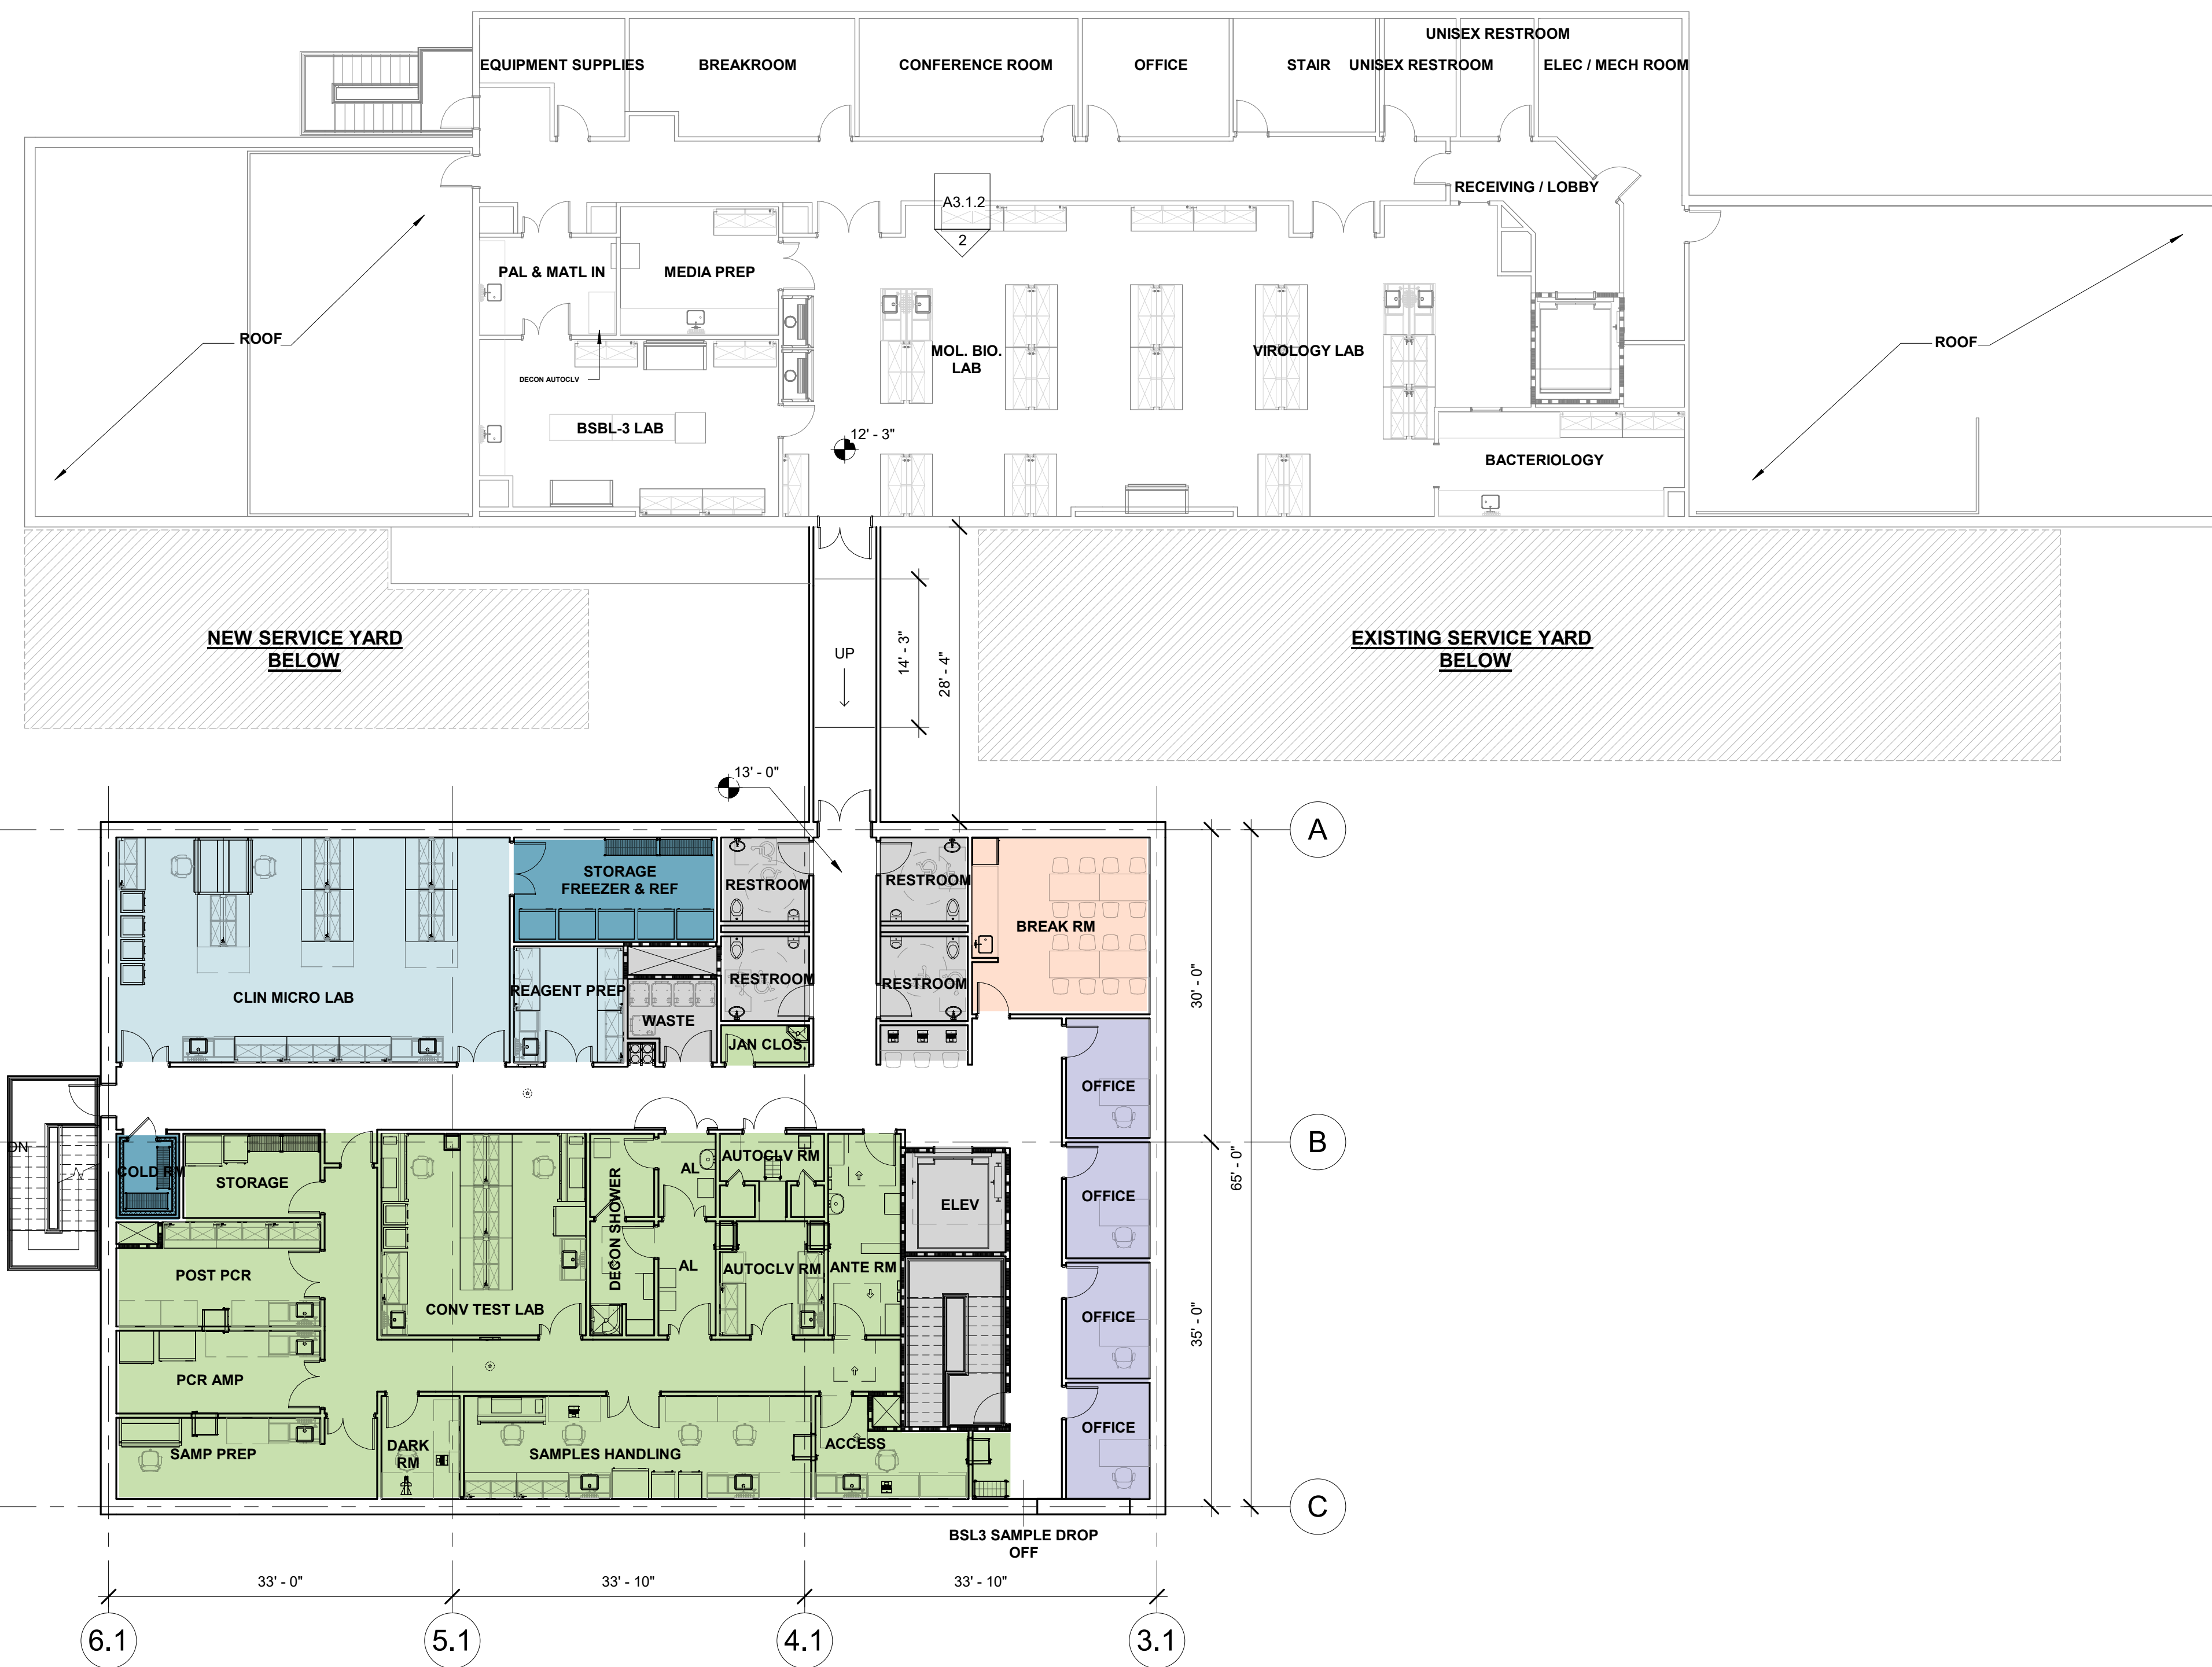 UNISEX RESTROOM
EQUIPMENT SUPPLIES
BREAKROOM
CONFERENCE ROOM
OFFICE
STAIR
UNISEX RESTROOM
ELEC / MECH ROOM
RECEIVING / LOBBY
A3.1.2
2
PAL & MATL IN
MEDIA PREP
ROOF
MOL. BIO.
LAB
VIROLOGY LAB
ROOF
DECON AUTOCLV
BSBL-3 LAB
12' - 3"
BACTERIOLOGY
NEW SERVICE YARD
BELOW
UP
14' - 3"
28' - 4"
EXISTING SERVICE YARD
BELOW
13' - 0"
A
STORAGE
FREEZER & REF
RESTROOM
RESTROOM
BREAK RM
CLIN MICRO LAB
REAGENT PREP
RESTROOM
RESTROOM
30' - 0"
WASTE
JAN CLOS.
OFFICE
B
DN
COLD RM
STORAGE
DECON SHOWER
AL
AUTOCLV RM
ELEV
OFFICE
65' - 0"
POST PCR
CONV TEST LAB
AL
AUTOCLV RM
ANTE RM
OFFICE
35' - 0"
PCR AMP
SAMP PREP
DARK
RM
SAMPLES HANDLING
ACCESS
OFFICE
C
BSL3 SAMPLE DROP
OFF
33' - 0"
33' - 10"
33' - 10"
6.1
5.1
4.1
3.1